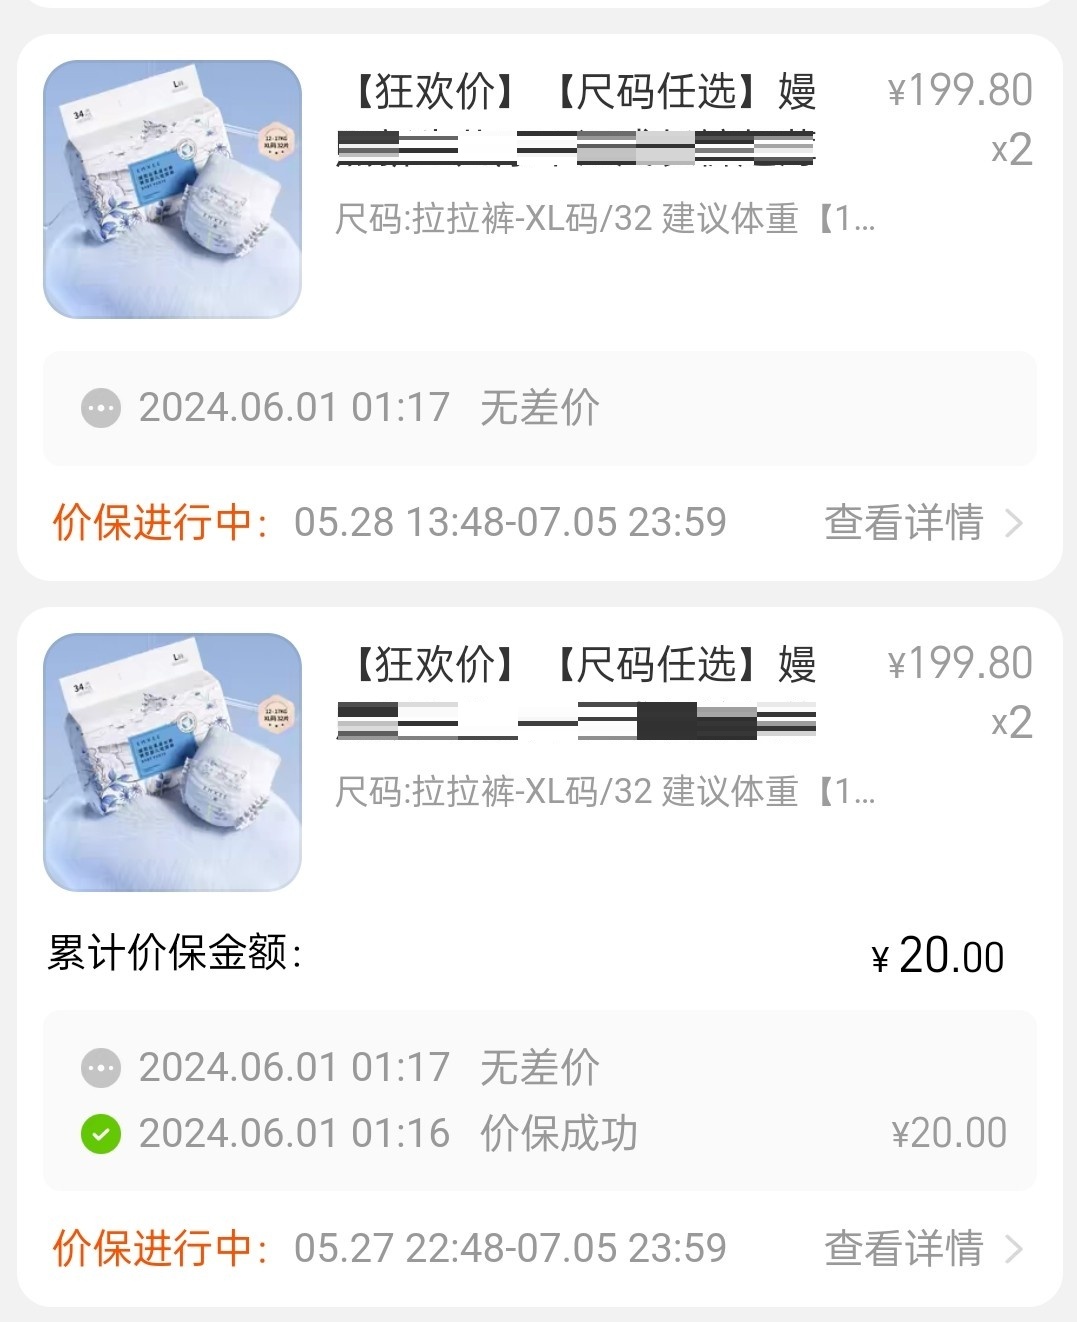 【狂欢价】【尺码任选】嫚
¥199.80
x2
尺码:拉拉裤-XL码/32 建议体重【1...
2024.06.01 01:17 无差价
价保进行中: 05.28 13:48-07.05 23:59 查看详情
【狂欢价】【尺码任选】嫚
¥199.80
x2
尺码:拉拉裤-XL码/32 建议体重【1...
累计价保金额: ¥ 20.00
2024.06.01 01:17 无差价
2024.06.01 01:16 价保成功 ¥20.00
价保进行中: 05.27 22:48-07.05 23:59 查看详情